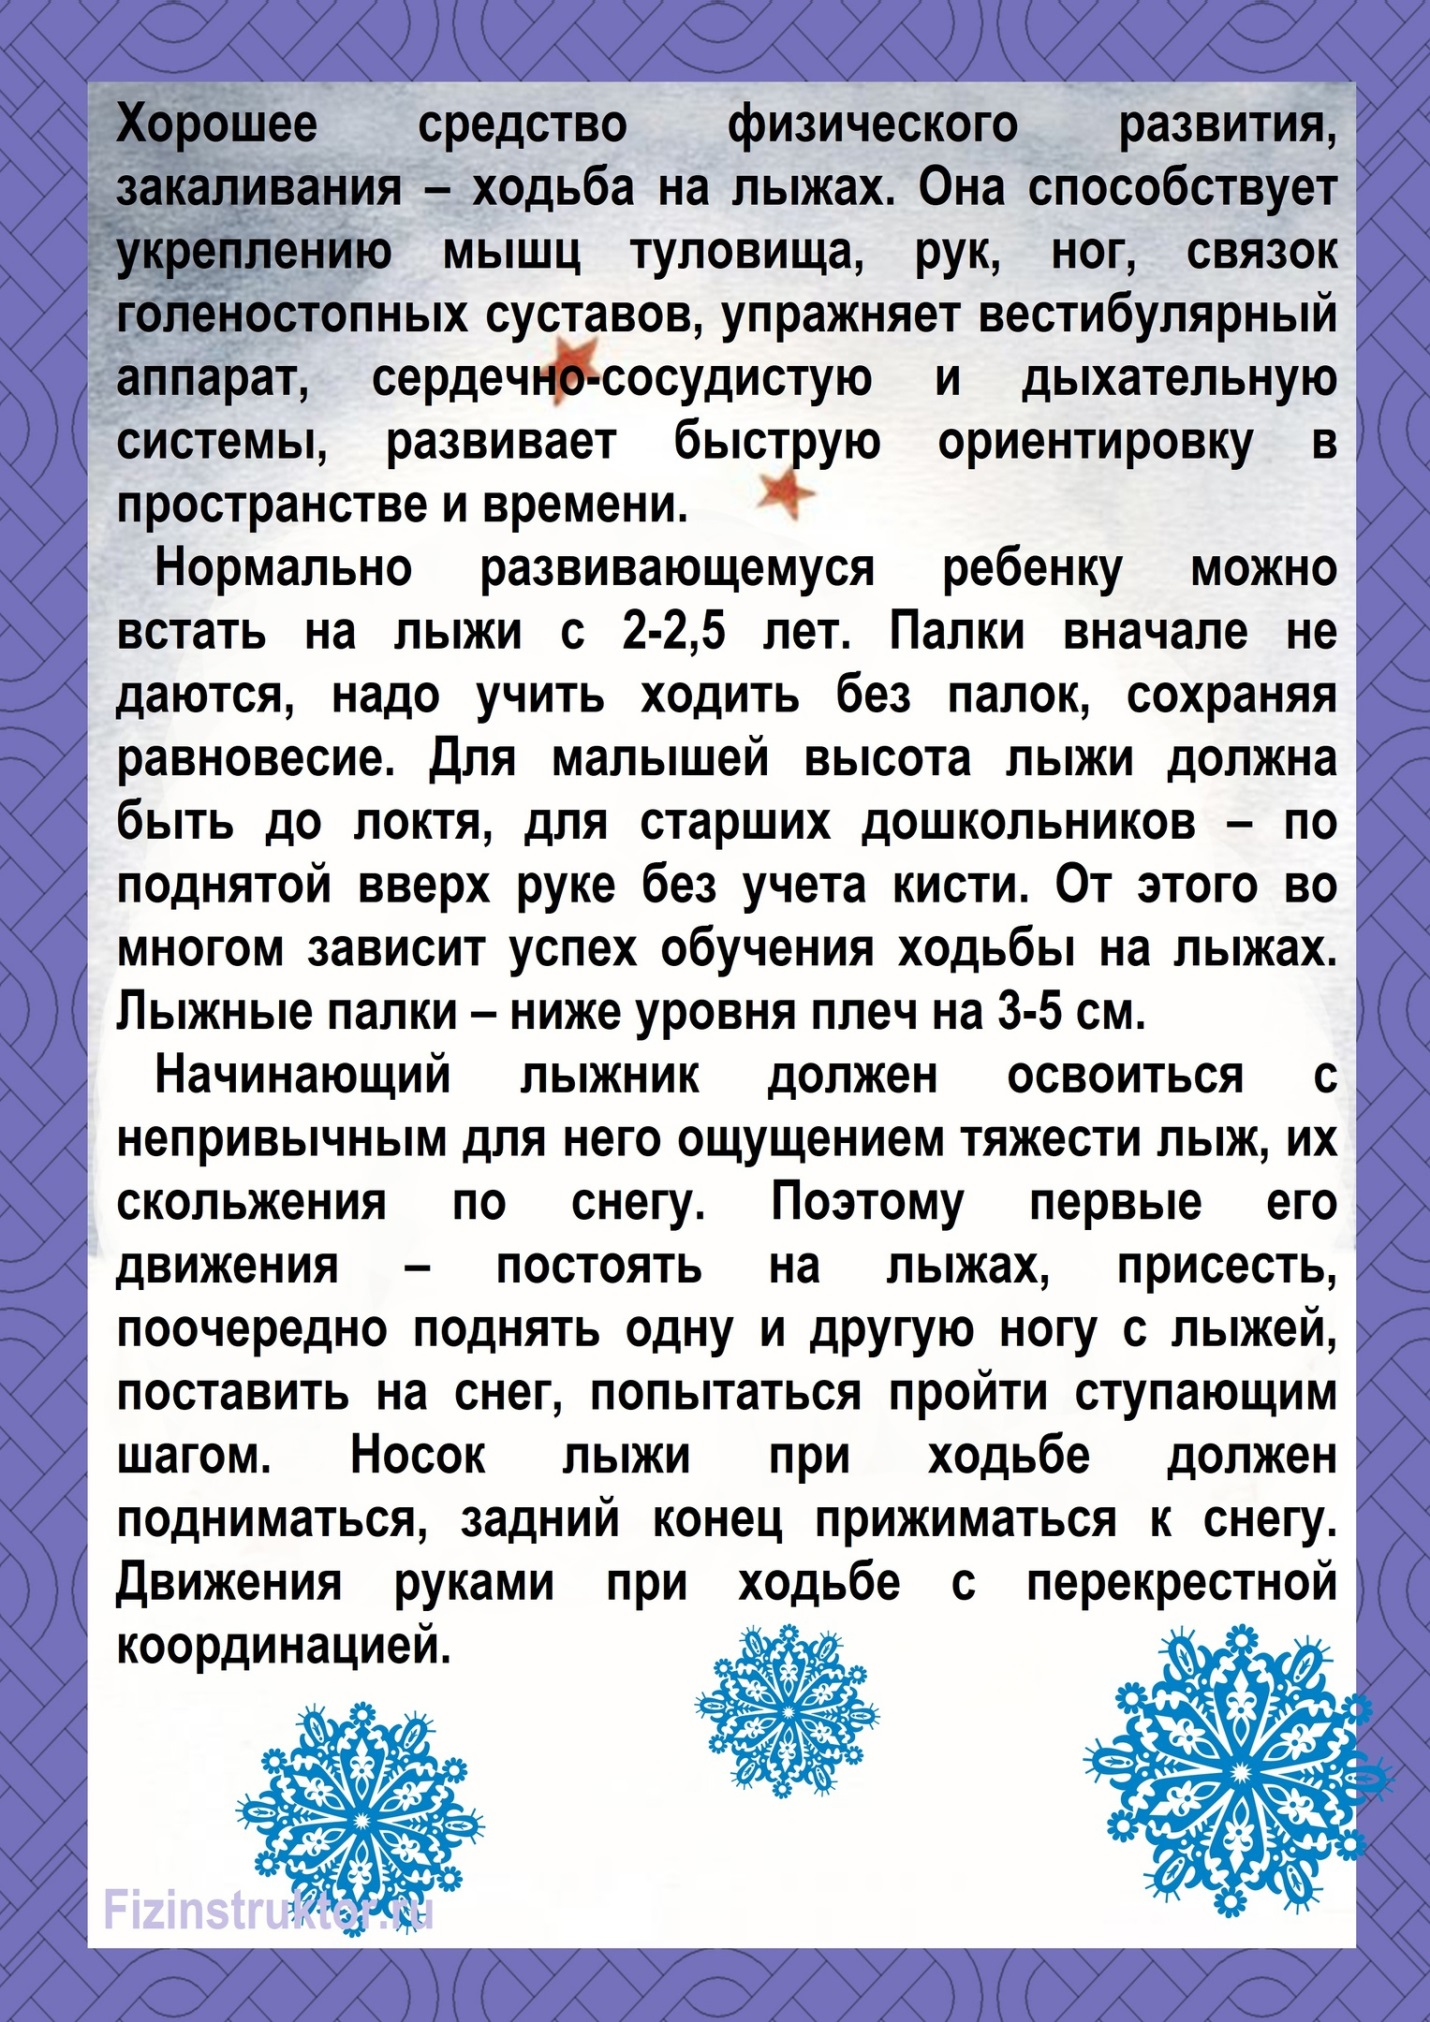 Хорошее средство физического развития,
закаливания – ходьба на лыжах. Она способствует
укреплению мышц туловища, рук, ног, связок
голеностопных суставов, упражняет вестибулярный
аппарат, сердечно-сосудистую и дыхательную
системы, развивает быструю ориентировку в
пространстве и времени.
Нормально развивающемуся ребенку можно
встать на лыжи с 2-2,5 лет. Палки вначале не
даются, надо учить ходить без палок, сохраняя
равновесие. Для малышей высота лыжи должна
быть до локтя, для старших дошкольников – по
поднятой вверх руке без учета кисти. От этого во
многом зависит успех обучения ходьбы на лыжах.
Лыжные палки – ниже уровня плеч на 3-5 см.
Начинающий лыжник должен освоиться с
непривычным для него ощущением тяжести лыж, их
скольжения по снегу. Поэтому первые его
движения – постоять на лыжах, присесть,
поочередно поднять одну и другую ногу с лыжей,
поставить на снег, попытаться пройти ступающим
шагом. Носок лыжи при ходьбе должен
подниматься, задний конец прижиматься к снегу.
Движения руками при ходьбе с перекрестной
координацией.
Fizinstruktor.ru